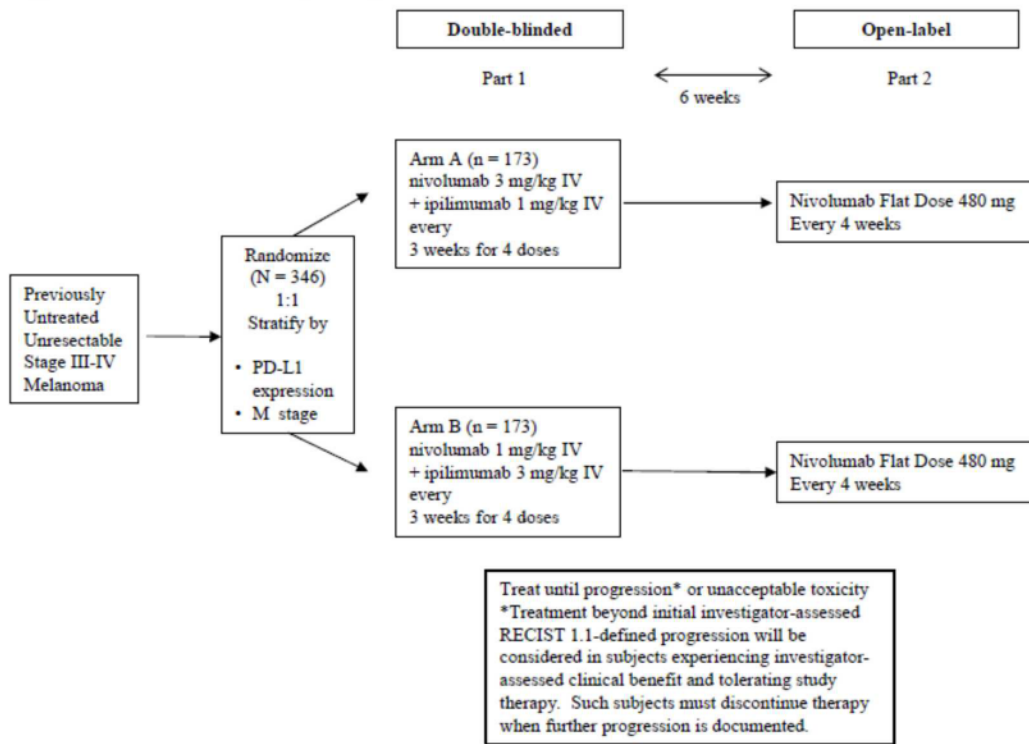 Double-blinded
Open-label
Part 1
6 weeks
Part 2
Previously
Untreated
Unresectable
Stage III-IV
Melanoma
Randomize
(N = 346)
1:1
Stratify by
• PD-L1
expression
• M stage
Arm A (n = 173)
nivolumab 3 mg/kg IV
+ ipilimumab 1 mg/kg IV
every
3 weeks for 4 doses
Nivolumab Flat Dose 480 mg
Every 4 weeks
Arm B (n = 173)
nivolumab 1 mg/kg IV
+ ipilimumab 3 mg/kg IV
every
3 weeks for 4 doses
Nivolumab Flat Dose 480 mg
Every 4 weeks
Treat until progression* or unacceptable toxicity
*Treatment beyond initial investigator-assessed
RECIST 1.1-defined progression will be
considered in subjects experiencing investigator-
assessed clinical benefit and tolerating study
therapy. Such subjects must discontinue therapy
when further progression is documented.